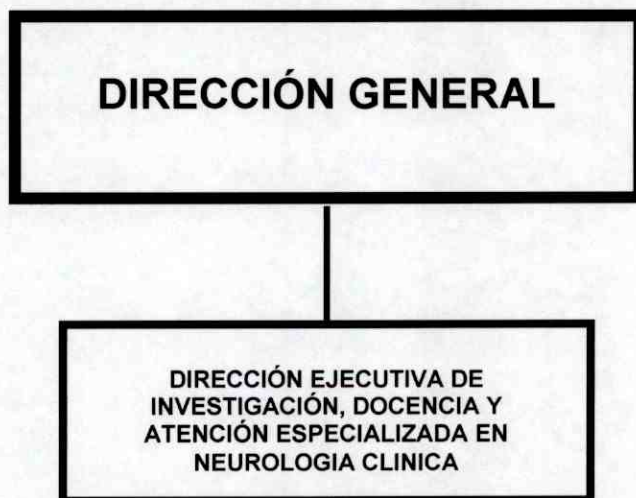 DIRECCIÓN GENERAL
DIRECCIÓN EJECUTIVA DE
INVESTIGACIÓN, DOCENCIA Y
ATENCIÓN ESPECIALIZADA EN
NEUROLOGIA CLINICA